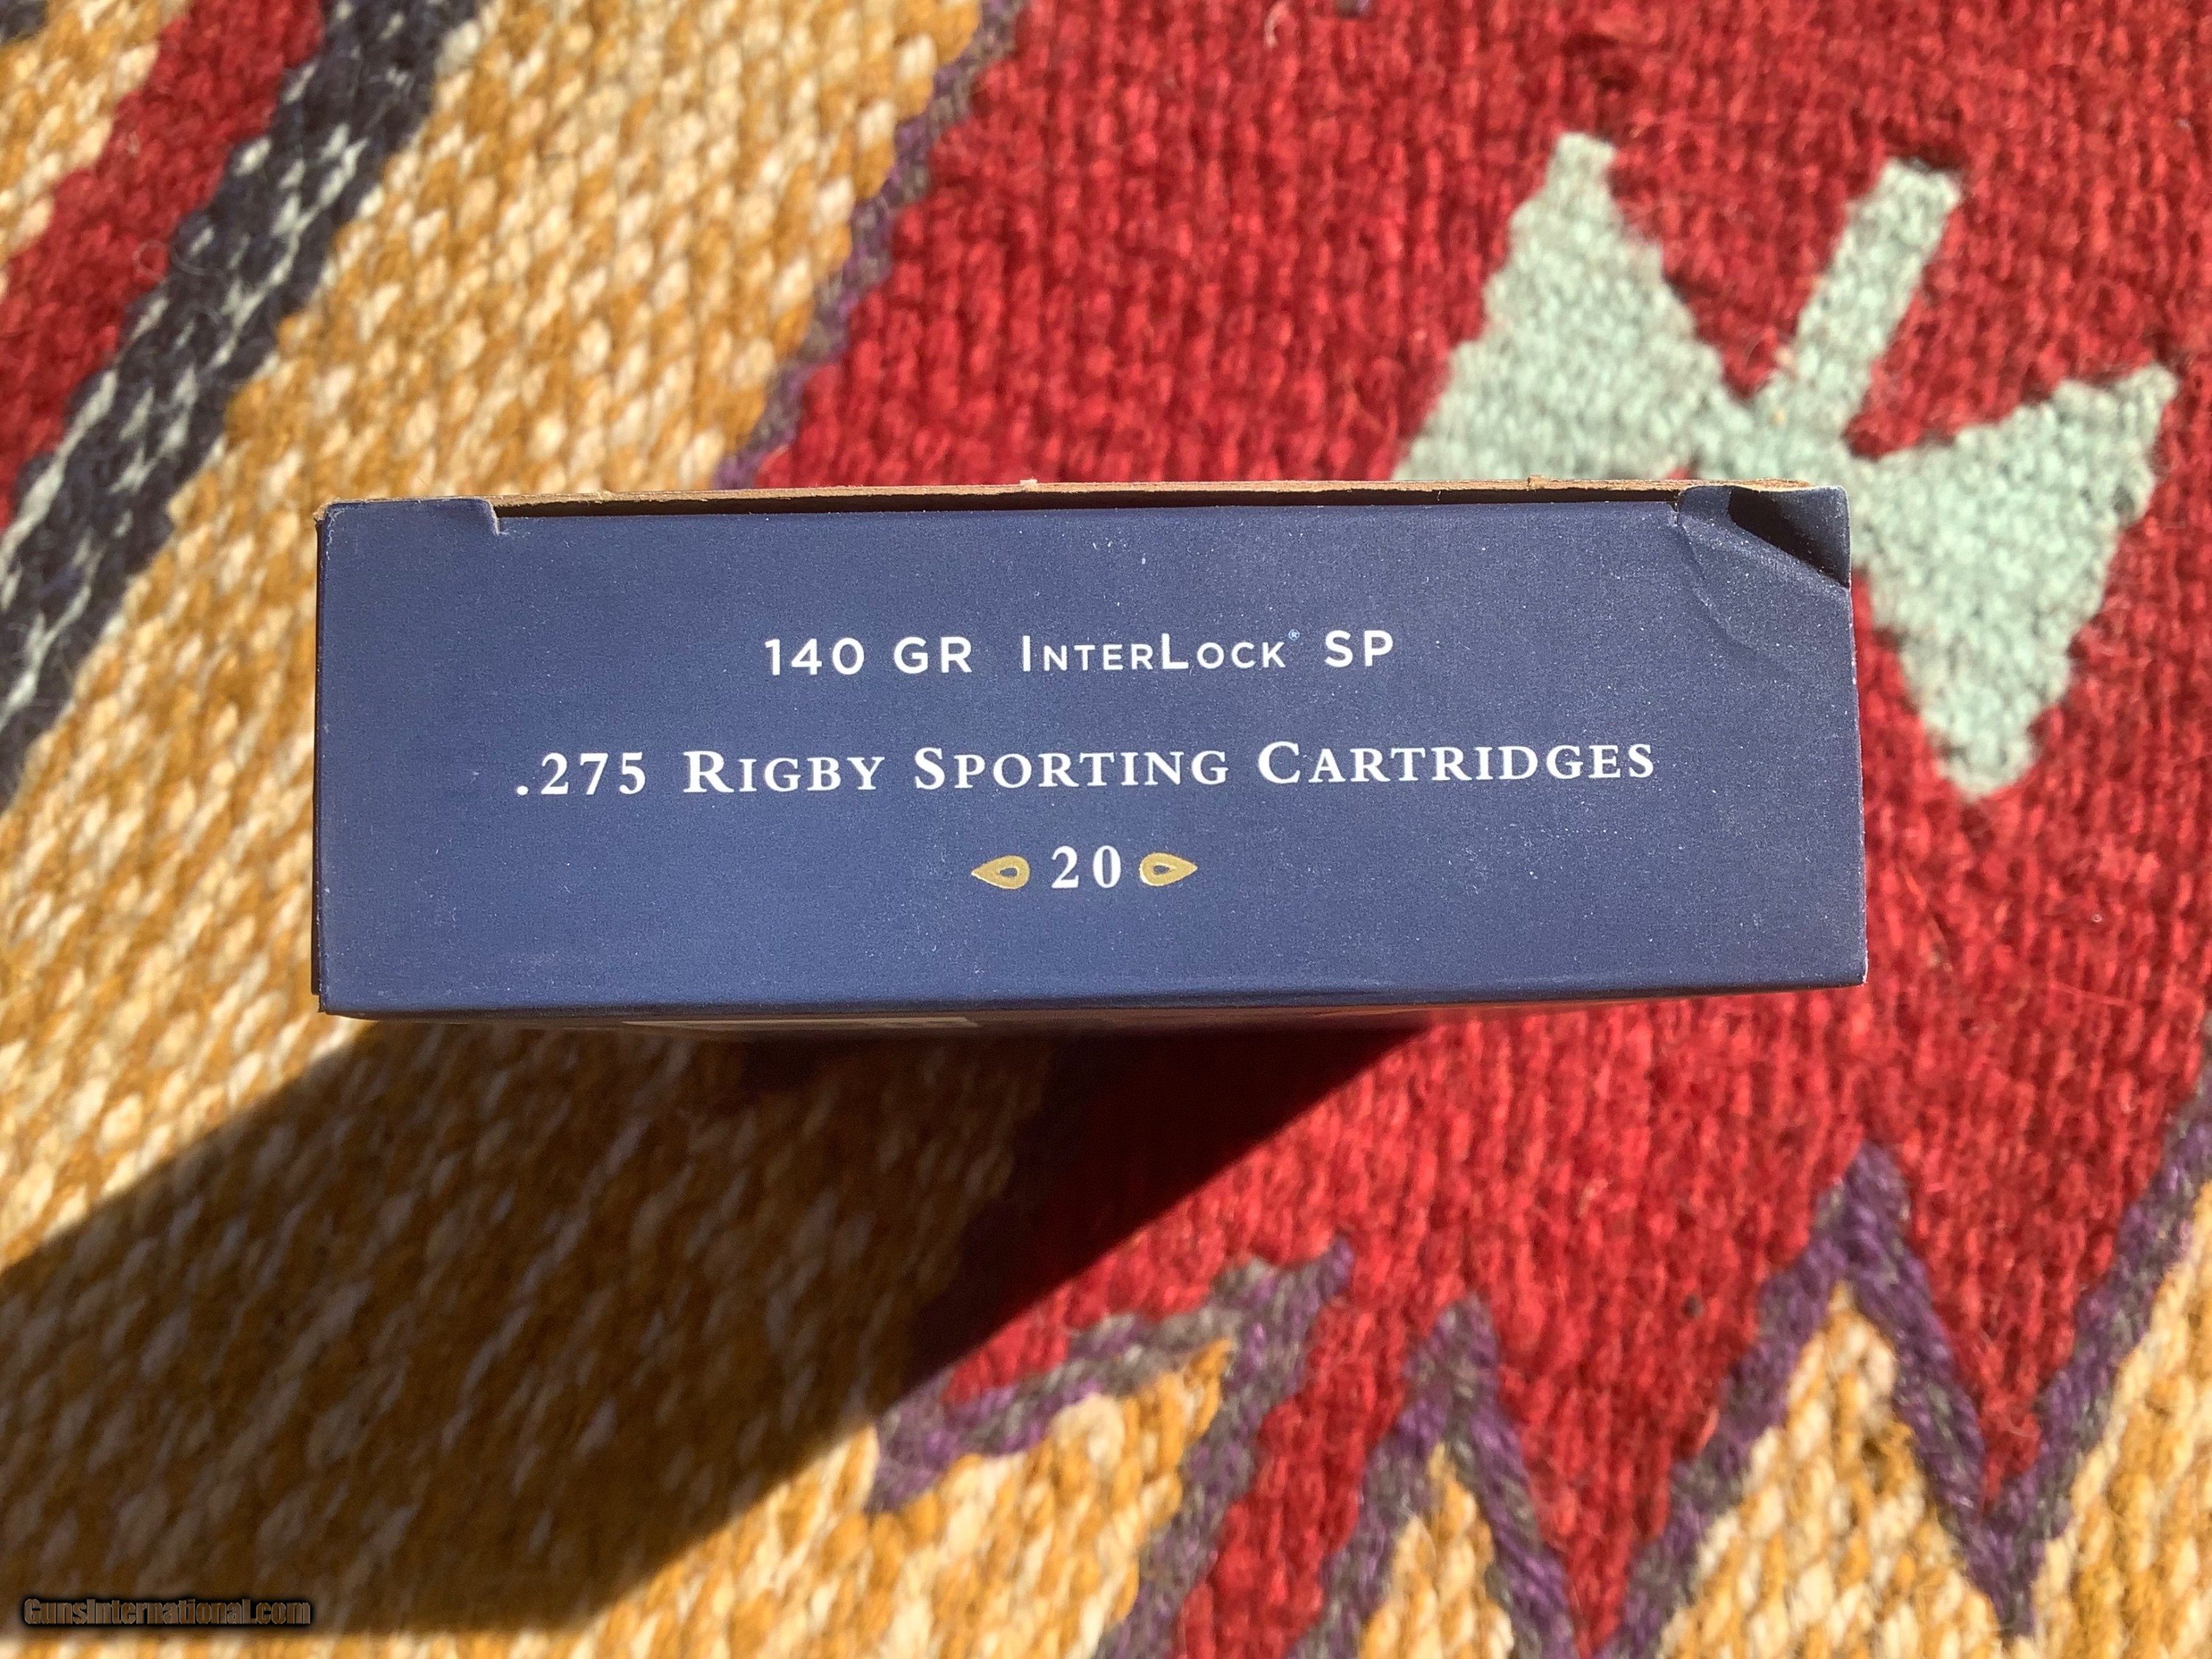 140 GR INTERLOCK® SP
.275 RIGBY SPORTING CARTRIDGES
20
GunsInternational.com